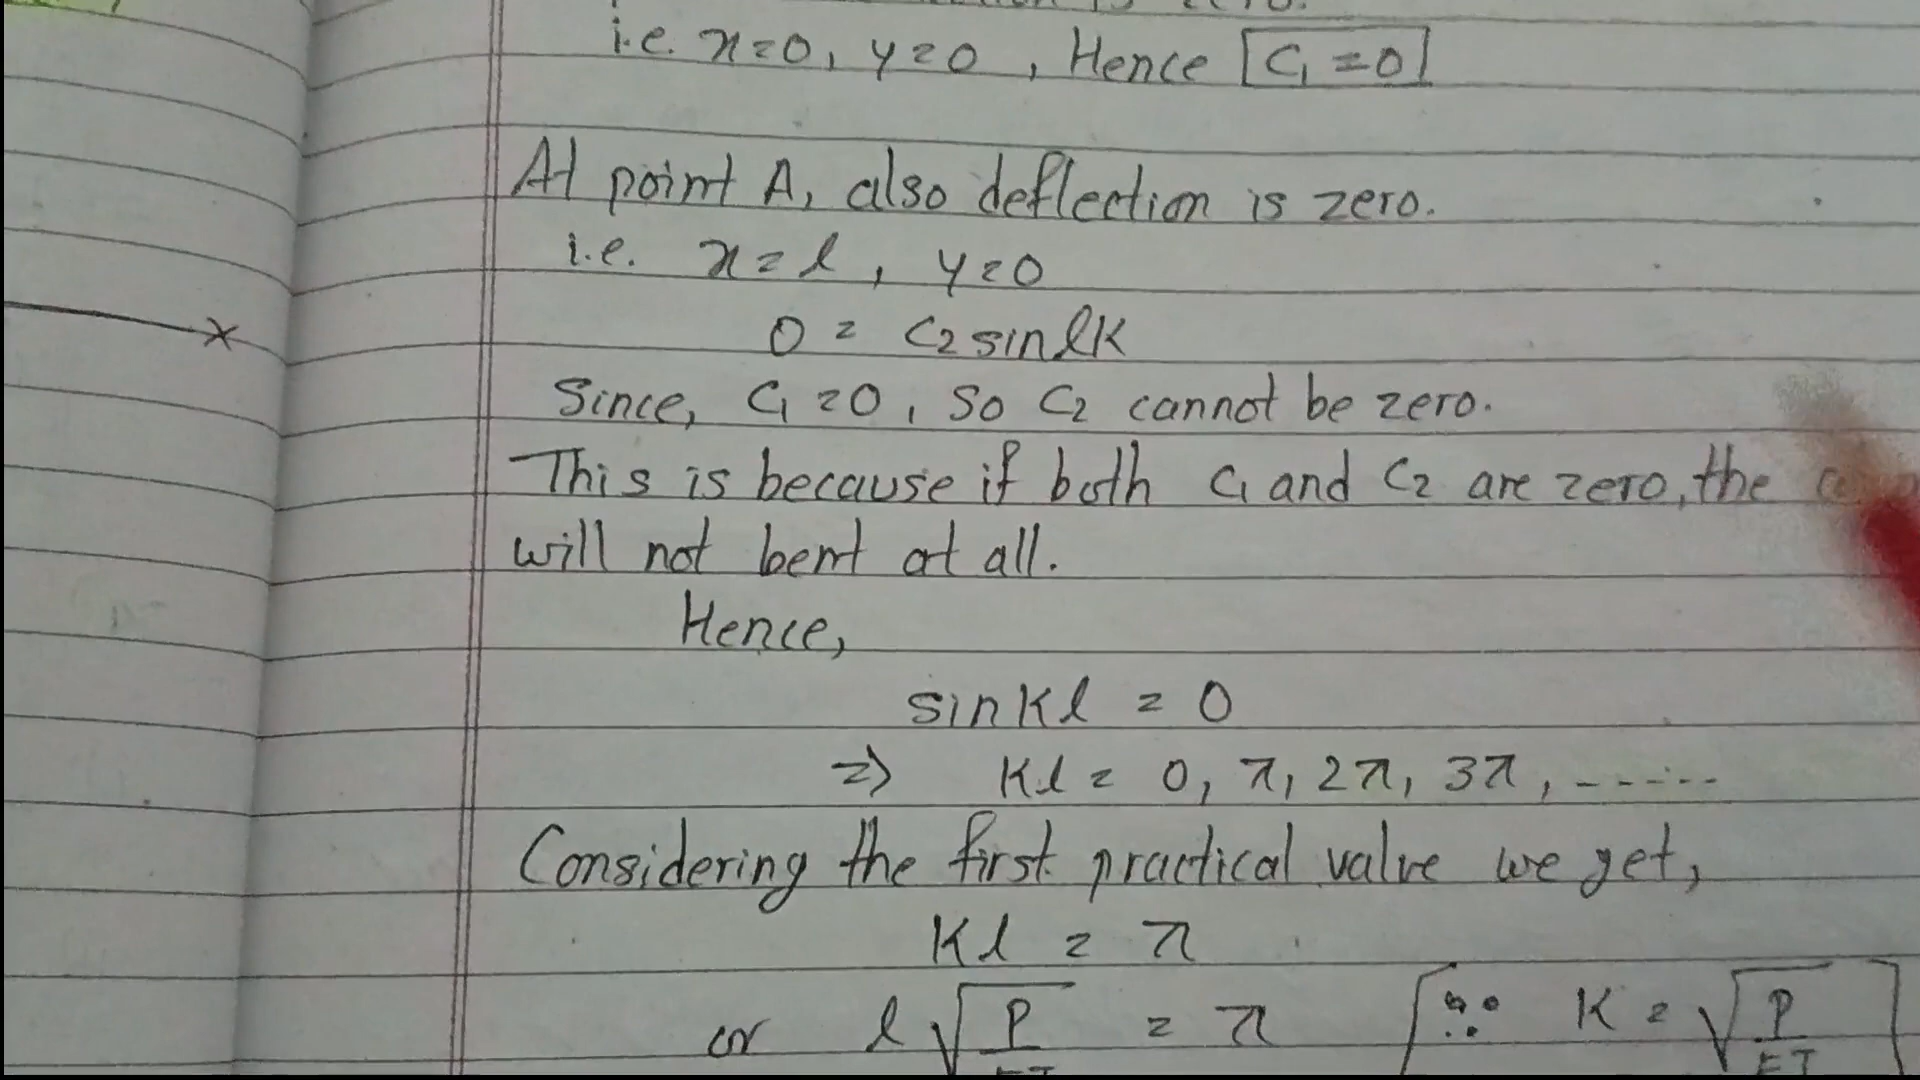 i.e. x=0, y=0, Hence C₁=0
At point A, also deflection is zero.
i.e. x=l, y=0
0 = C₂ sin lK
Since, C₁=0, so C₂ cannot be zero.
This is because if both C₁ and C₂ are zero, the
will not bent at all.
Hence,
sin Kl = 0
=> Kl = 0, π, 2π, 3π, ------
Considering the first practical value we get,
Kl = π
or l√P/EI = π [∵ K = √P/EI]